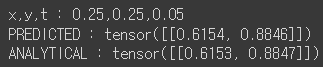 x,y,t : 0.25,0.25,0.05
PREDICTED : tensor([[0.6154, 0.8846]])
ANALYTICAL : tensor([[0.6153, 0.8847]])